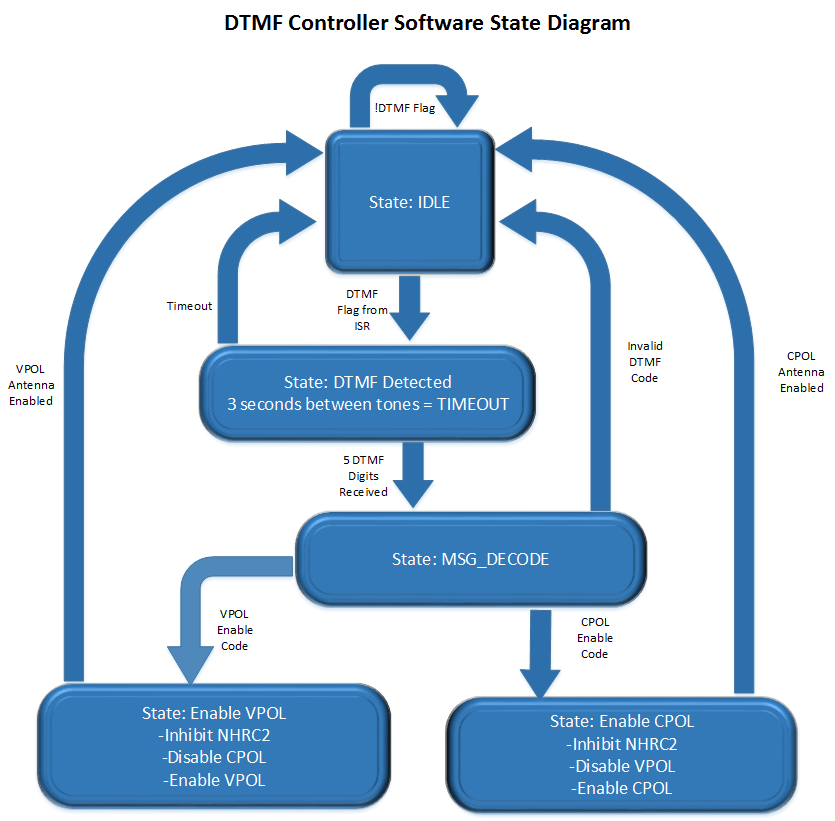 DTMF Controller Software State Diagram
!DTMF Flag
State: IDLE
Timeout
DTMF
Flag from
ISR
Invalid
DTMF
Code
VPOL
Antenna
Enabled
CPOL
Antenna
Enabled
State: DTMF Detected
3 seconds between tones = TIMEOUT
5 DTMF
Digits
Received
State: MSG_DECODE
VPOL
Enable
Code
CPOL
Enable
Code
State: Enable VPOL
-Inhibit NHRC2
-Disable CPOL
-Enable VPOL
State: Enable CPOL
-Inhibit NHRC2
-Disable VPOL
-Enable CPOL